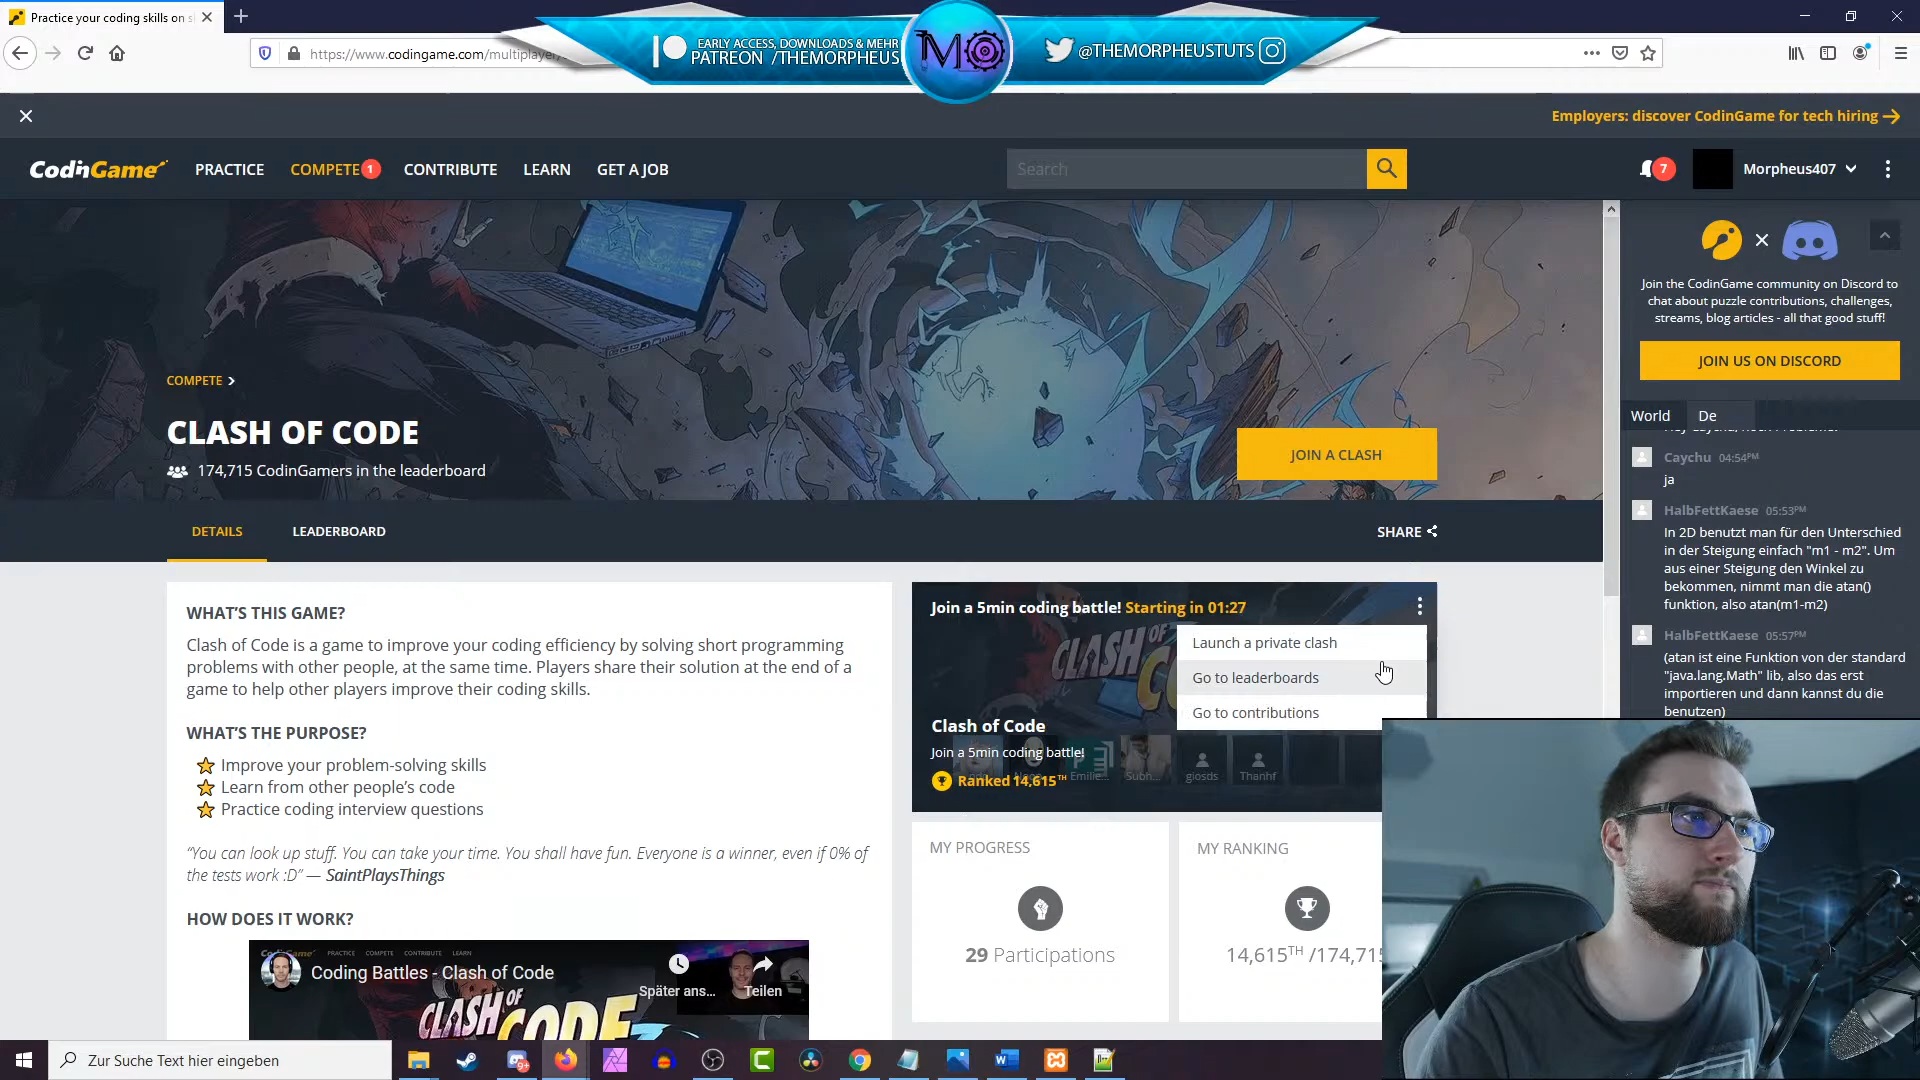 Practice your coding skills on s
EARLY ACCESS, DOWNLOADS & MEHR
PATREON /THEMORPHEUS
MO
@THEMORPHEUSTUTS
https://www.codingame.com/multiplayer/
Employers: discover CodinGame for tech hiring
CodinGame
PRACTICE
COMPETE 1
CONTRIBUTE
LEARN
GET A JOB
Search
7
Morpheus407
Join the CodinGame community on Discord to
chat about puzzle contributions, challenges,
streams, blog articles - all that good stuff!
JOIN US ON DISCORD
COMPETE
CLASH OF CODE
174,715 CodinGamers in the leaderboard
JOIN A CLASH
DETAILS
LEADERBOARD
SHARE
World
De
Caychu 04:54PM
ja
HalbFettKaese 05:53PM
In 2D benutzt man für den Unterschied
in der Steigung einfach "m1 - m2". Um
aus einer Steigung den Winkel zu
bekommen, nimmt man die atan()
funktion, also atan(m1-m2)
HalbFettKaese 05:57PM
(atan ist eine Funktion von der standard
"java.lang.Math" lib, also das erst
importieren und dann kannst du die
benutzen)
WHAT'S THIS GAME?
Clash of Code is a game to improve your coding efficiency by solving short programming
problems with other people, at the same time. Players share their solution at the end of a
game to help other players improve their coding skills.
WHAT'S THE PURPOSE?
Improve your problem-solving skills
Learn from other people's code
Practice coding interview questions
“You can look up stuff. You can take your time. You shall have fun. Everyone is a winner, even if 0% of
the tests work :D” — SaintPlaysThings
HOW DOES IT WORK?
Coding Battles - Clash of Code
Später ans...
Teilen
CLASH OF
CODE
Join a 5min coding battle! Starting in 01:27
Launch a private clash
Go to leaderboards
Go to contributions
CLASH OF
Clash of Code
Join a 5min coding battle!
Emilie...
Subh...
giosds
Thanhf
Ranked 14,615TH
MY PROGRESS
29 Participations
MY RANKING
14,615TH /174,715
Zur Suche Text hier eingeben